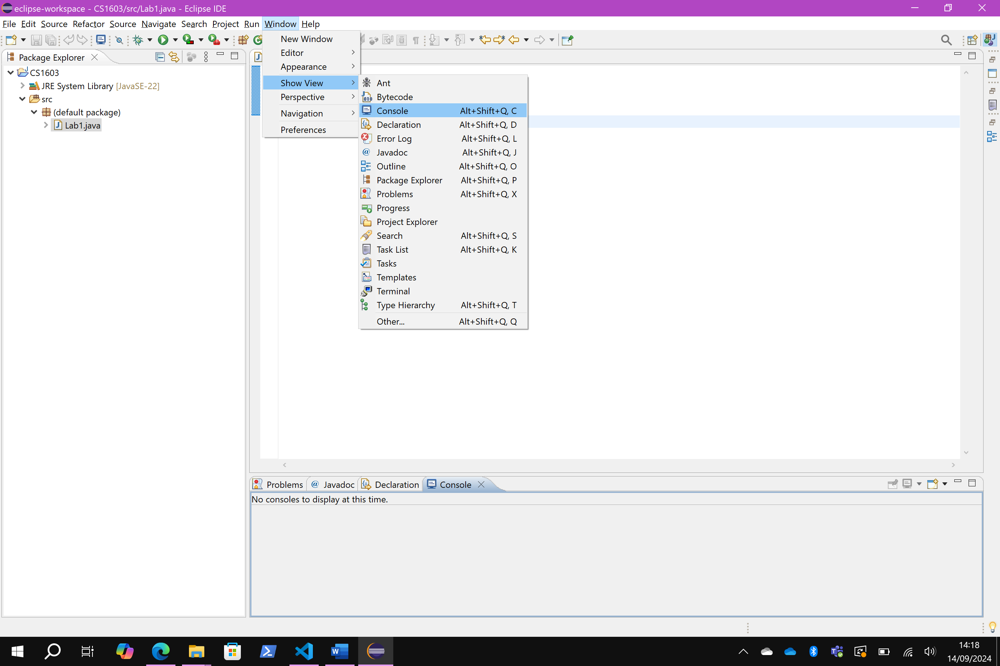 eclipse-workspace - CS1603/src/Lab1.java - Eclipse IDE
File Edit Source Refactor Source Navigate Search Project Run Window Help
Package Explorer
CS1603
JRE System Library [JavaSE-22]
src
(default package)
Lab1.java
New Window
Editor
Appearance
Show View
Perspective
Navigation
Preferences
Ant
Bytecode
Console Alt+Shift+Q, C
Declaration Alt+Shift+Q, D
Error Log Alt+Shift+Q, L
Javadoc Alt+Shift+Q, J
Outline Alt+Shift+Q, O
Package Explorer Alt+Shift+Q, P
Problems Alt+Shift+Q, X
Progress
Project Explorer
Search Alt+Shift+Q, S
Task List Alt+Shift+Q, K
Tasks
Templates
Terminal
Type Hierarchy Alt+Shift+Q, T
Other... Alt+Shift+Q, Q
Problems @ Javadoc Declaration Console
No consoles to display at this time.
14:18
14/09/2024